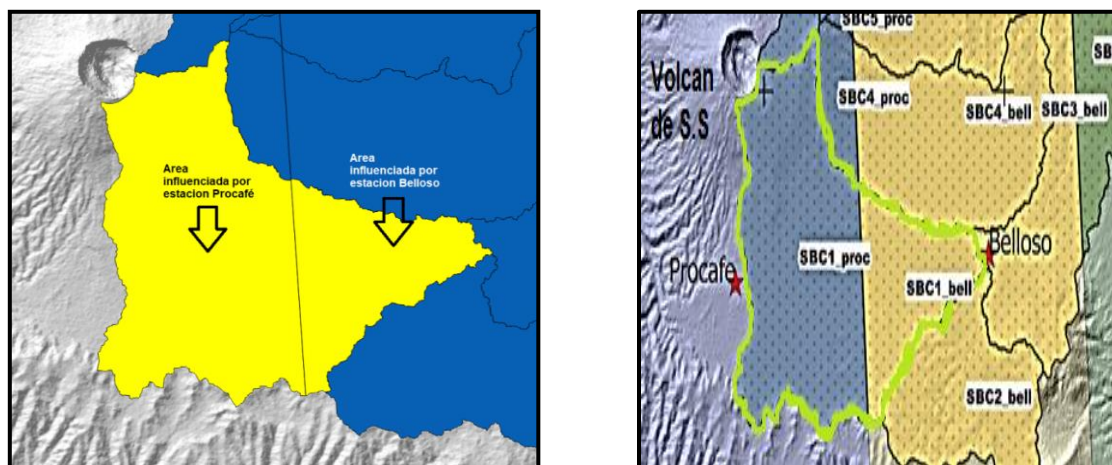 Area
influenciada por
estacion Procafé
Area
influenciada por
estacion Belloso
SBC5_proc
Volcan
de S.S
SBC4_proc
SBC4_bell
SBC3_bell
SB
Procafe
SBC1_proc
Belloso
SBC1_bell
SBC2_bell